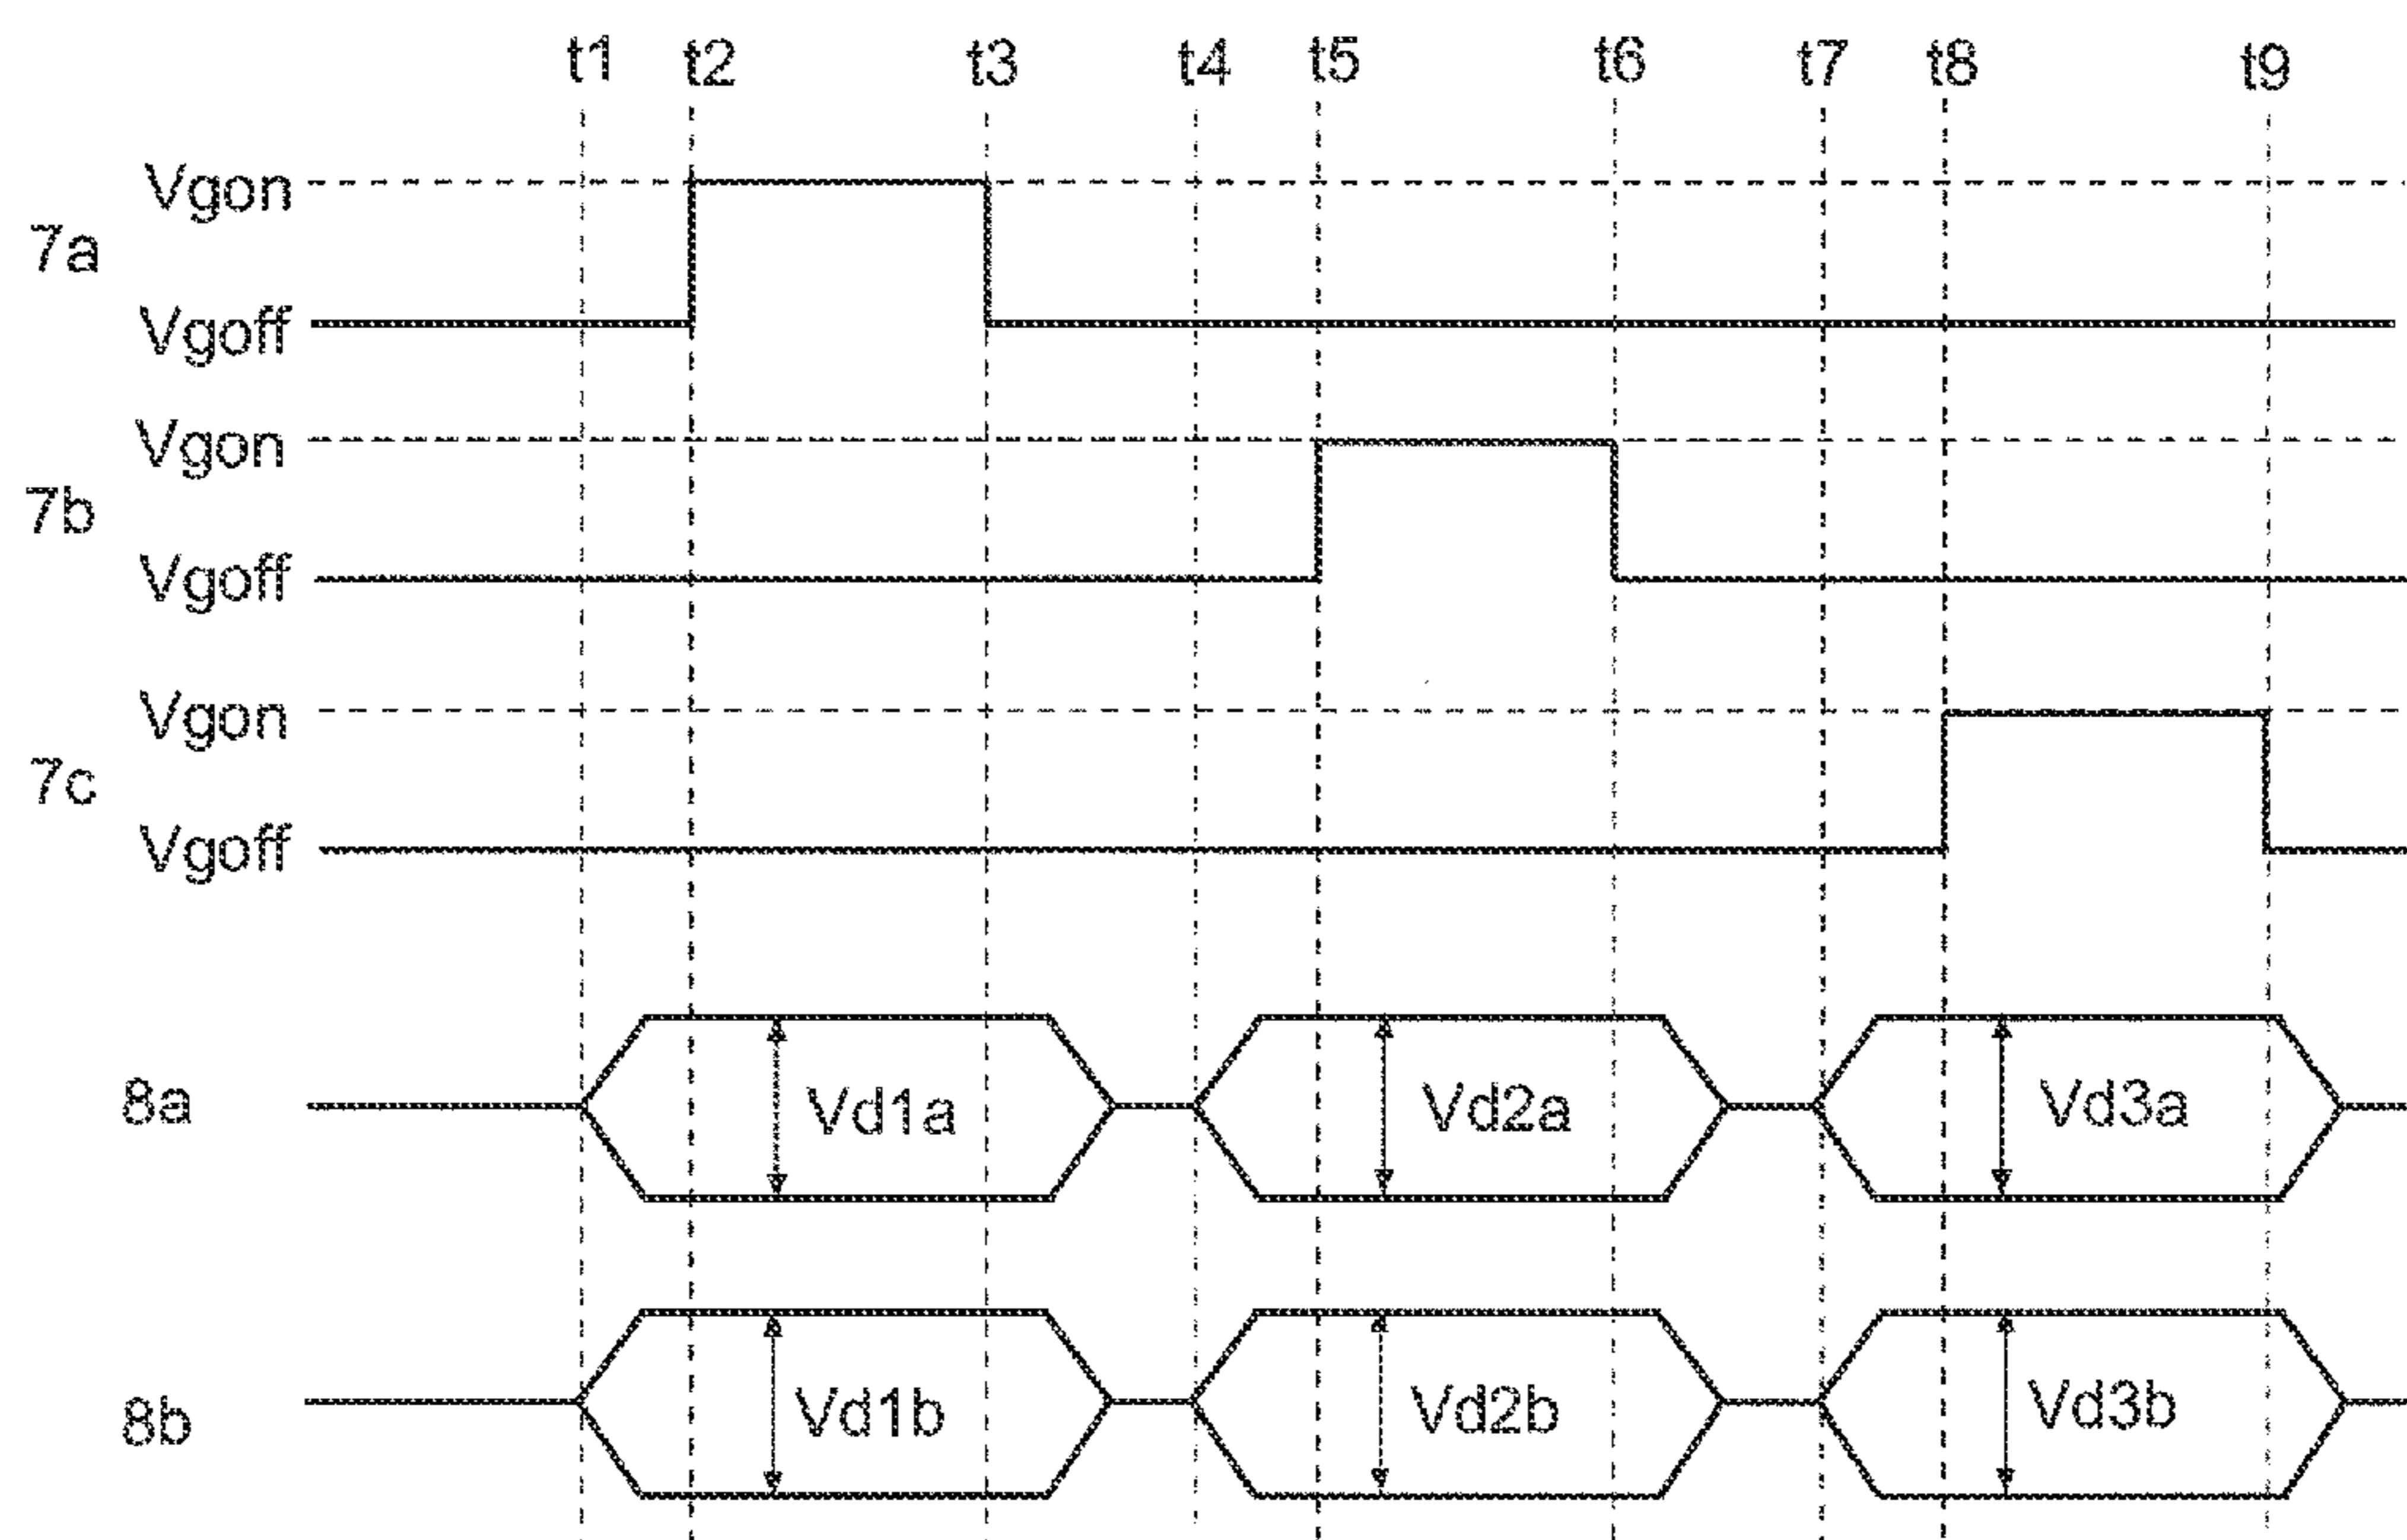 t1 t2 t3 t4 t5 t6 t7 t8 t9
Vgon
7a
Vgoff
Vgon
7b
Vgoff
Vgon
7c
Vgoff
8a Vd1a Vd2a Vd3a
8b Vd1b Vd2b Vd3b